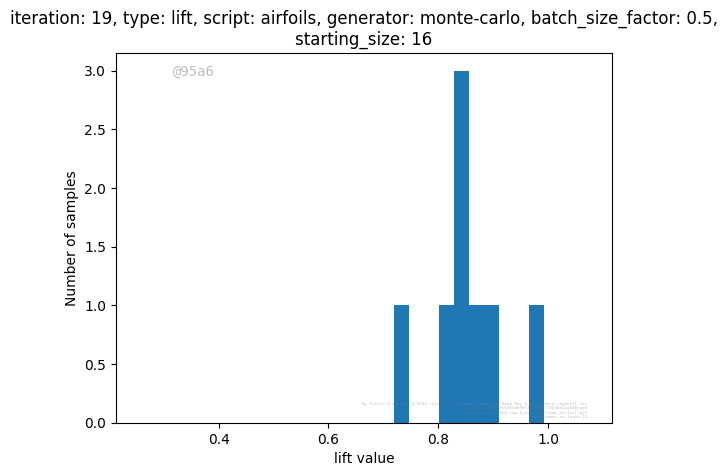 iteration: 19, type: lift, script: airfoils, generator: monte-carlo, batch_size_factor: 0.5,
starting_size: 16
@95a6
3.0
2.5
2.0
1.5
1.0
0.5
0.0
Number of samples
0.4 0.6 0.8 1.0
lift value